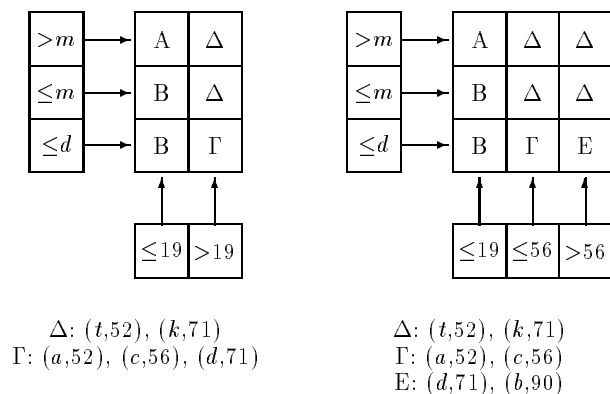 >m A Δ >m A Δ Δ
≤m B Δ ≤m B Δ Δ
≤d B Γ ≤d B Γ E
≤19 >19 ≤19 ≤56 >56
Δ: (t,52), (k,71) Δ: (t,52), (k,71)
Γ: (a,52), (c,56), (d,71) Γ: (a,52), (c,56)
E: (d,71), (b,90)